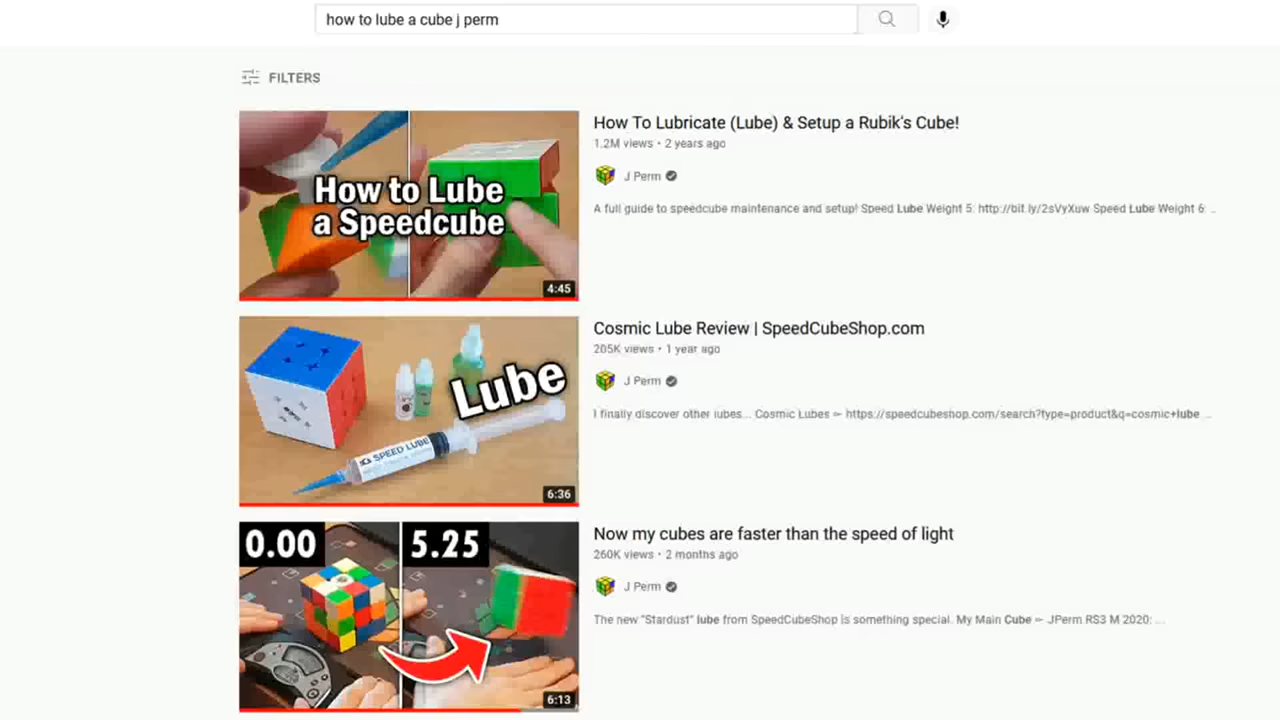 how to lube a cube j perm
FILTERS
How to Lube
a Speedcube
4:45
How To Lubricate (Lube) & Setup a Rubik's Cube!
1.2M views • 2 years ago
J Perm
A full guide to speedcube maintenance and setup! Speed Lube Weight 5: http://bit.ly/2sVyXuw Speed Lube Weight 6: ...
Lube
SPEED LUBE
6:36
Cosmic Lube Review | SpeedCubeShop.com
205K views • 1 year ago
J Perm
I finally discover other lubes... Cosmic Lubes ➢ https://speedcubeshop.com/search?type=product&q=cosmic+lube ...
0.00
5.25
6:13
Now my cubes are faster than the speed of light
260K views • 2 months ago
J Perm
The new "Stardust" lube from SpeedCubeShop is something special. My Main Cube ➢ JPerm RS3 M 2020: ...